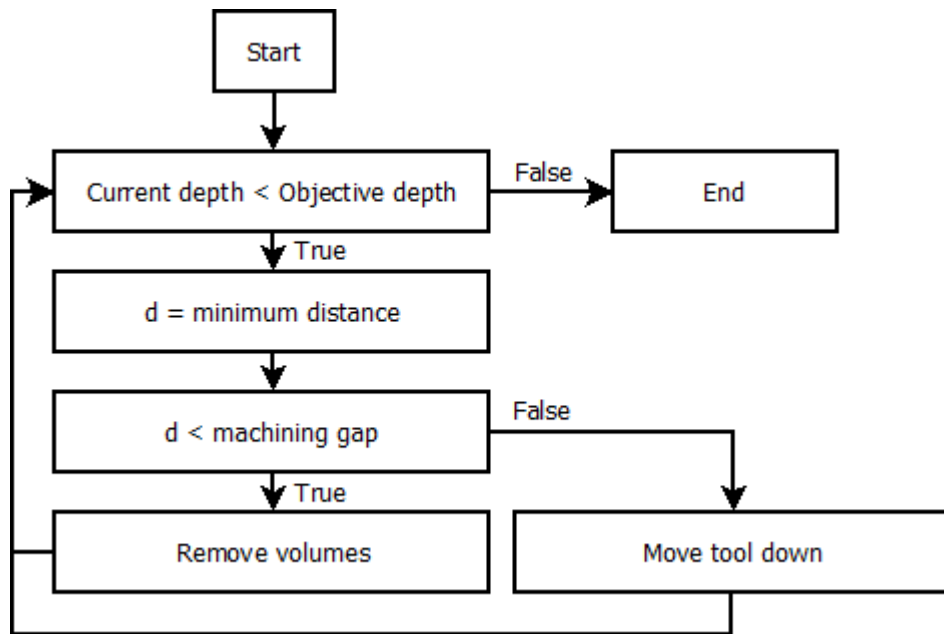 Start
Current depth < Objective depth
False
End
True
d = minimum distance
d < machining gap
False
True
Remove volumes
Move tool down